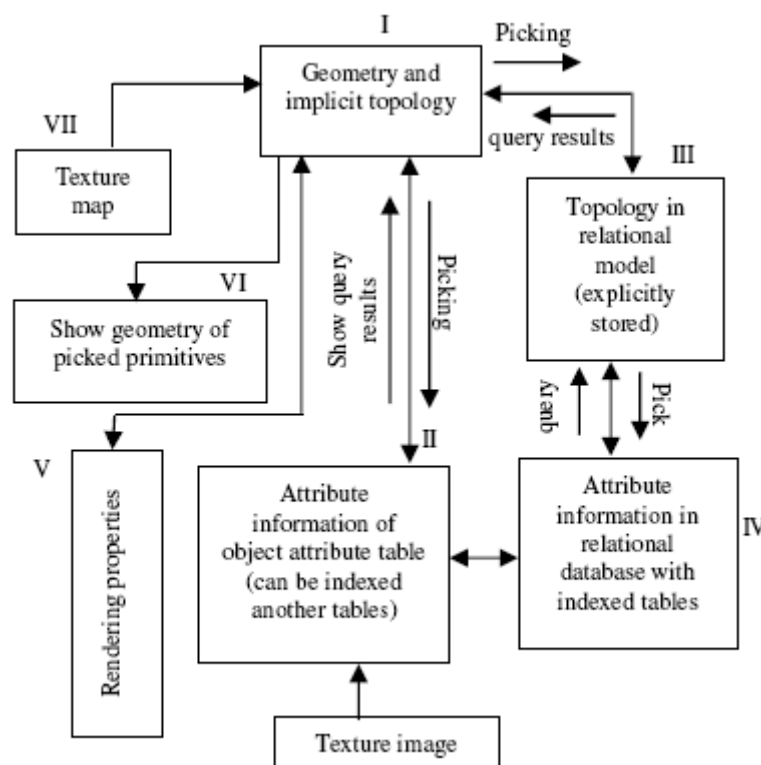 I
Picking
Geometry and
implicit topology
VII
query results
III
Texture
map
Topology in
relational
model
(explicitly
stored)
VI
Show query
results
Picking
Show geometry of
picked primitives
query
Pick
V
II
Attribute
information of
object attribute table
(can be indexed
another tables)
Attribute
information in
relational
database with
indexed tables
IV
Rendering properties
Texture image